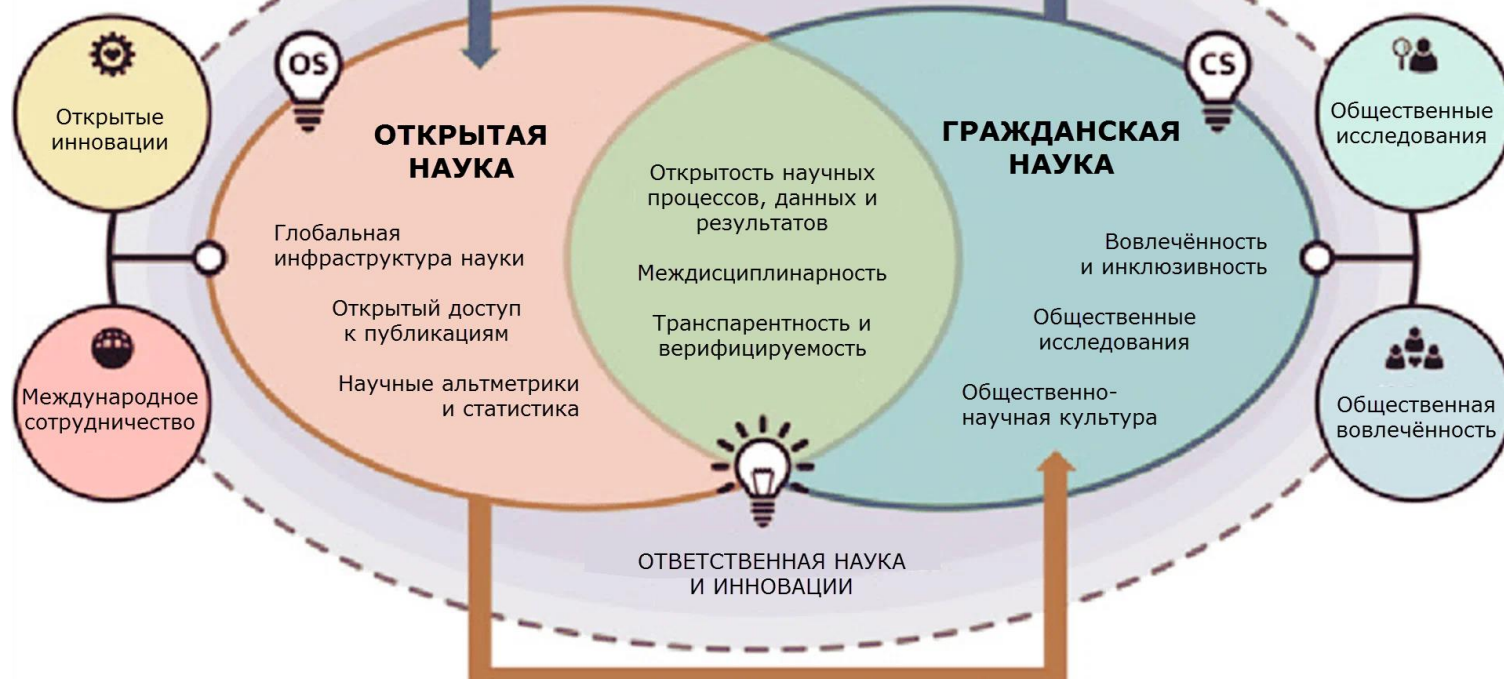 Открытые
инновации
Международное
сотрудничество
OS
ОТКРЫТАЯ
НАУКА
Глобальная
инфраструктура науки
Открытый доступ
к публикациям
Научные альтметрики
и статистика
Открытость научных
процессов, данных и
результатов
Междисциплинарность
Транспарентность и
верифицируемость
CS
ГРАЖДАНСКАЯ
НАУКА
Вовлечённость
и инклюзивность
Общественные
исследования
Общественно-
научная культура
Общественные
исследования
Общественная
вовлечённость
ОТВЕТСТВЕННАЯ НАУКА
И ИННОВАЦИИ